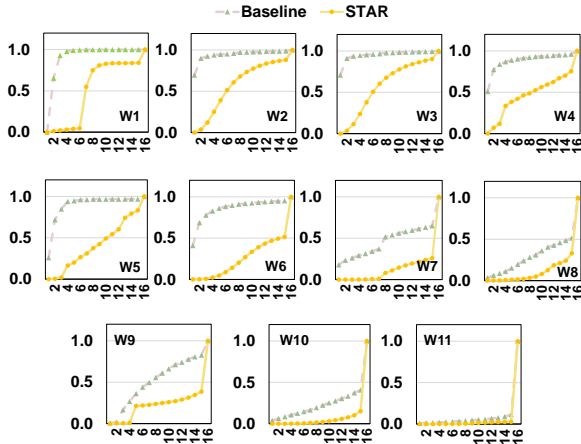 Baseline STAR
1.0 1.0 1.0 1.0
0.5 0.5 0.5 0.5
0.0 0.0 0.0 0.0
W1 W2 W3 W4
2 4 6 8 10 12 14 16 2 4 6 8 10 12 14 16 2 4 6 8 10 12 14 16 2 4 6 8 10 12 14 16
1.0 1.0 1.0 1.0
0.5 0.5 0.5 0.5
0.0 0.0 0.0 0.0
W5 W6 W7 W8
2 4 6 8 10 12 14 16 2 4 6 8 10 12 14 16 2 4 6 8 10 12 14 16 2 4 6 8 10 12 14 16
W9 W10 W11
1.0 1.0 1.0
0.5 0.5 0.5
0.0 0.0 0.0
2 4 6 8 10 12 14 16 2 4 6 8 10 12 14 16 2 4 6 8 10 12 14 16